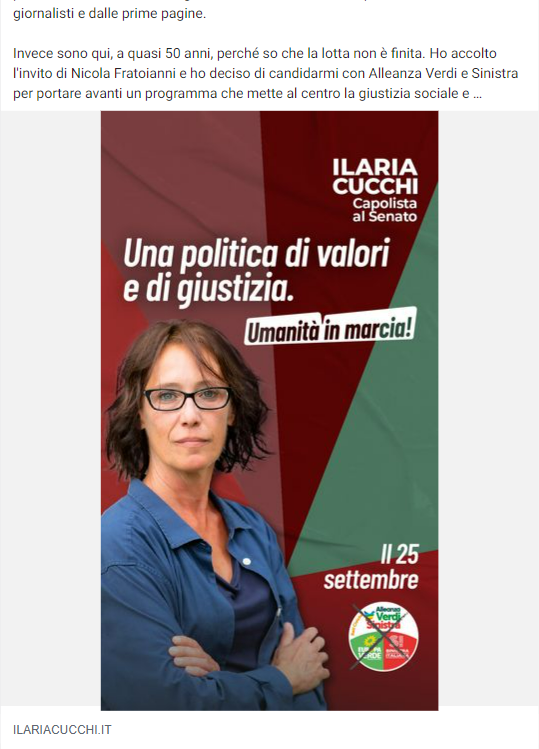 giornalisti e dalle prime pagine.
Invece sono qui, a quasi 50 anni, perché so che la lotta non è finita. Ho accolto
l'invito di Nicola Fratoianni e ho deciso di candidarmi con Alleanza Verdi e Sinistra
per portare avanti un programma che mette al centro la giustizia sociale e ...
ILARIA
CUCCHI
Capolista
al Senato
Una politica di valori
e di giustizia.
Umanità in marcia!
Il 25
settembre
Alleanza
Verdi
Sinistra
VERDE
SI
ILARIACUCCHI.IT